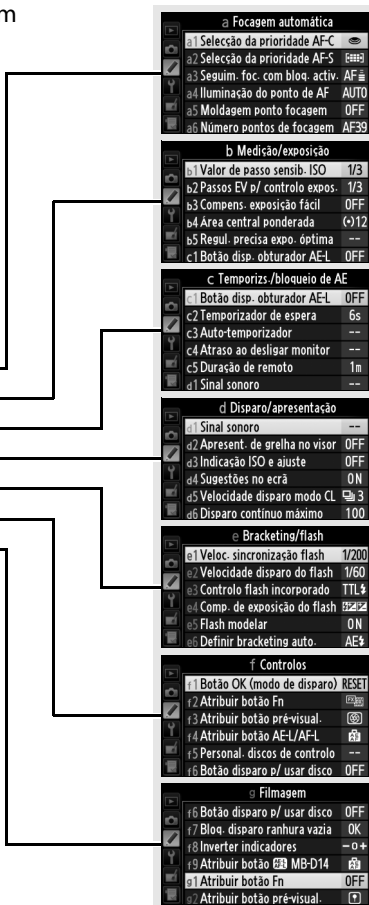 m
a Focagem automática
a1 Selecção da prioridade AF-C
a2 Selecção da prioridade AF-S
a3 Seguim. foc. com bloq. activ. AF
a4 Iluminação do ponto de AF AUTO
a5 Moldagem ponto focagem OFF
a6 Número pontos de focagem AF39
b Medição/exposição
b1 Valor de passo sensib. ISO 1/3
b2 Passos EV p/ controlo expos. 1/3
b3 Compens. exposição fácil OFF
b4 Área central ponderada (•)12
b5 Regul. precisa expo. óptima --
c1 Botão disp. obturador AE-L OFF
c Temporizs./bloqueio de AE
c1 Botão disp. obturador AE-L OFF
c2 Temporizador de espera 6s
c3 Auto-temporizador --
c4 Atraso ao desligar monitor --
c5 Duração de remoto 1m
d1 Sinal sonoro --
d Disparo/apresentação
d1 Sinal sonoro --
d2 Apresent. de grelha no visor OFF
d3 Indicação ISO e ajuste OFF
d4 Sugestões no ecrã ON
d5 Velocidade disparo modo CL 3
d6 Disparo contínuo máximo 100
e Bracketing/flash
e1 Veloc. sincronização flash 1/200
e2 Velocidade disparo do flash 1/60
e3 Controlo flash incorporado TTL⚡
e4 Comp. de exposição do flash
e5 Flash modelar ON
e6 Definir bracketing auto. AE⚡
f Controlos
f1 Botão OK (modo de disparo) RESET
f2 Atribuir botão Fn
f3 Atribuir botão pré-visual.
f4 Atribuir botão AE-L/AF-L
f5 Personal. discos de controlo --
f6 Botão disparo p/ usar disco OFF
g Filmagem
f6 Botão disparo p/ usar disco OFF
f7 Bloq. disparo ranhura vazia OK
f8 Inverter indicadores -0+
f9 Atribuir botão MB-D14
g1 Atribuir botão Fn OFF
g2 Atribuir botão pré-visual.